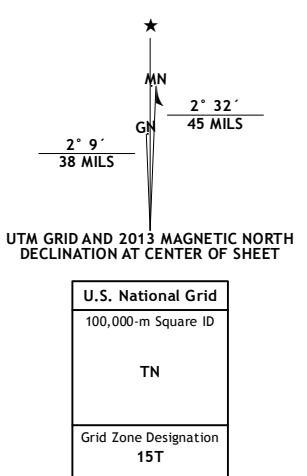 ★
MN
2° 32´
45 MILS
GN
2° 9´
38 MILS
UTM GRID AND 2013 MAGNETIC NORTH
DECLINATION AT CENTER OF SHEET
U.S. National Grid
100,000-m Square ID
TN
Grid Zone Designation
15T